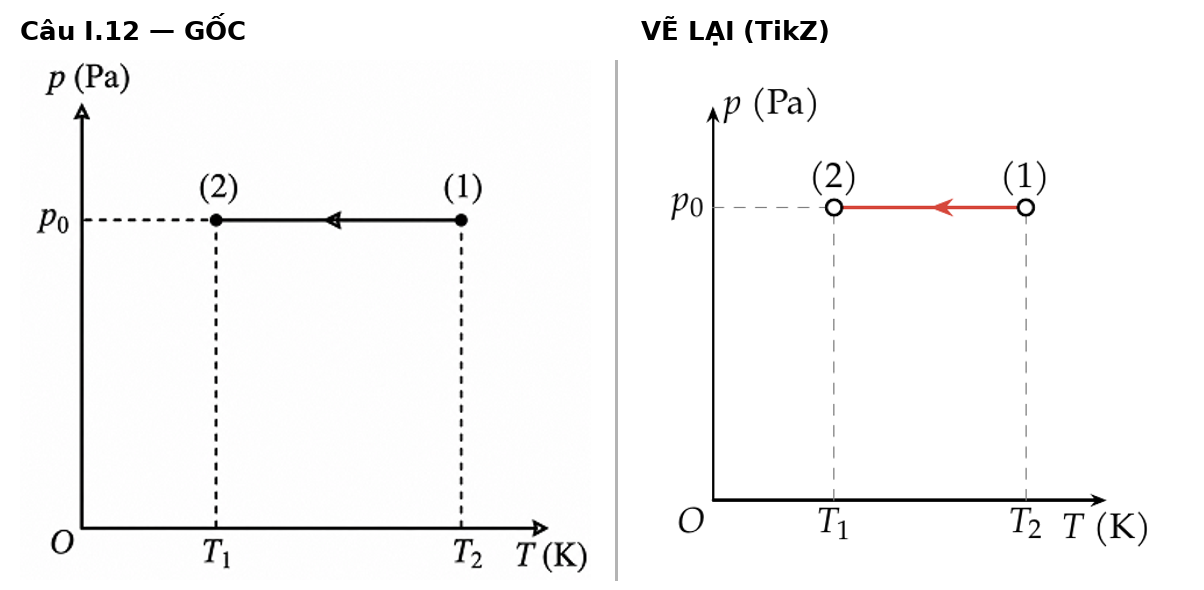 Câu I.12 — GỐC
p (Pa)
(2)
(1)
p₀
O
T₁
T₂
T (K)
VẼ LẠI (TikZ)
p (Pa)
(2)
(1)
p₀
O
T₁
T₂
T (K)